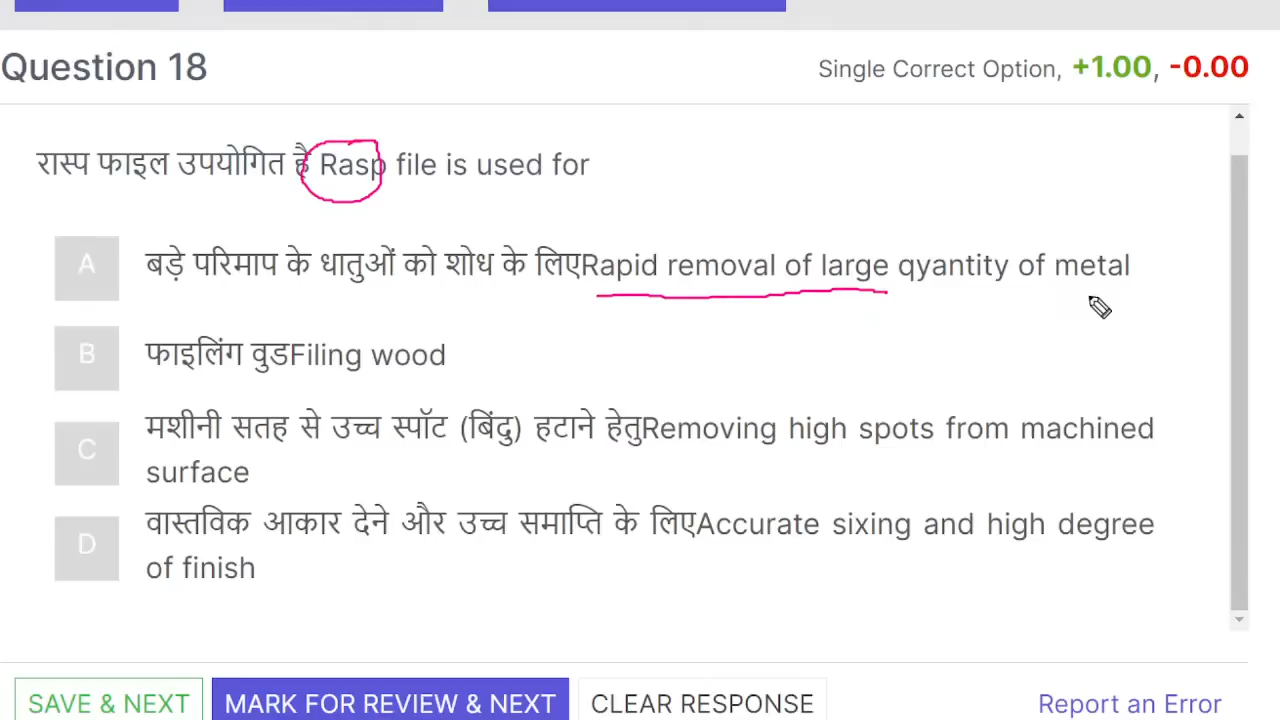 Question 18
Single Correct Option, +1.00, -0.00
रास्प फाइल उपयोगित है Rasp file is used for
A
बड़े परिमाप के धातुओं को शोध के लिएRapid removal of large qyantity of metal
B
फाइलिंग वुडFiling wood
C
मशीनी सतह से उच्च स्पॉट (बिंदु) हटाने हेतुRemoving high spots from machined
surface
D
वास्तविक आकार देने और उच्च समाप्ति के लिएAccurate sixing and high degree
of finish
SAVE & NEXT
MARK FOR REVIEW & NEXT
CLEAR RESPONSE
Report an Error